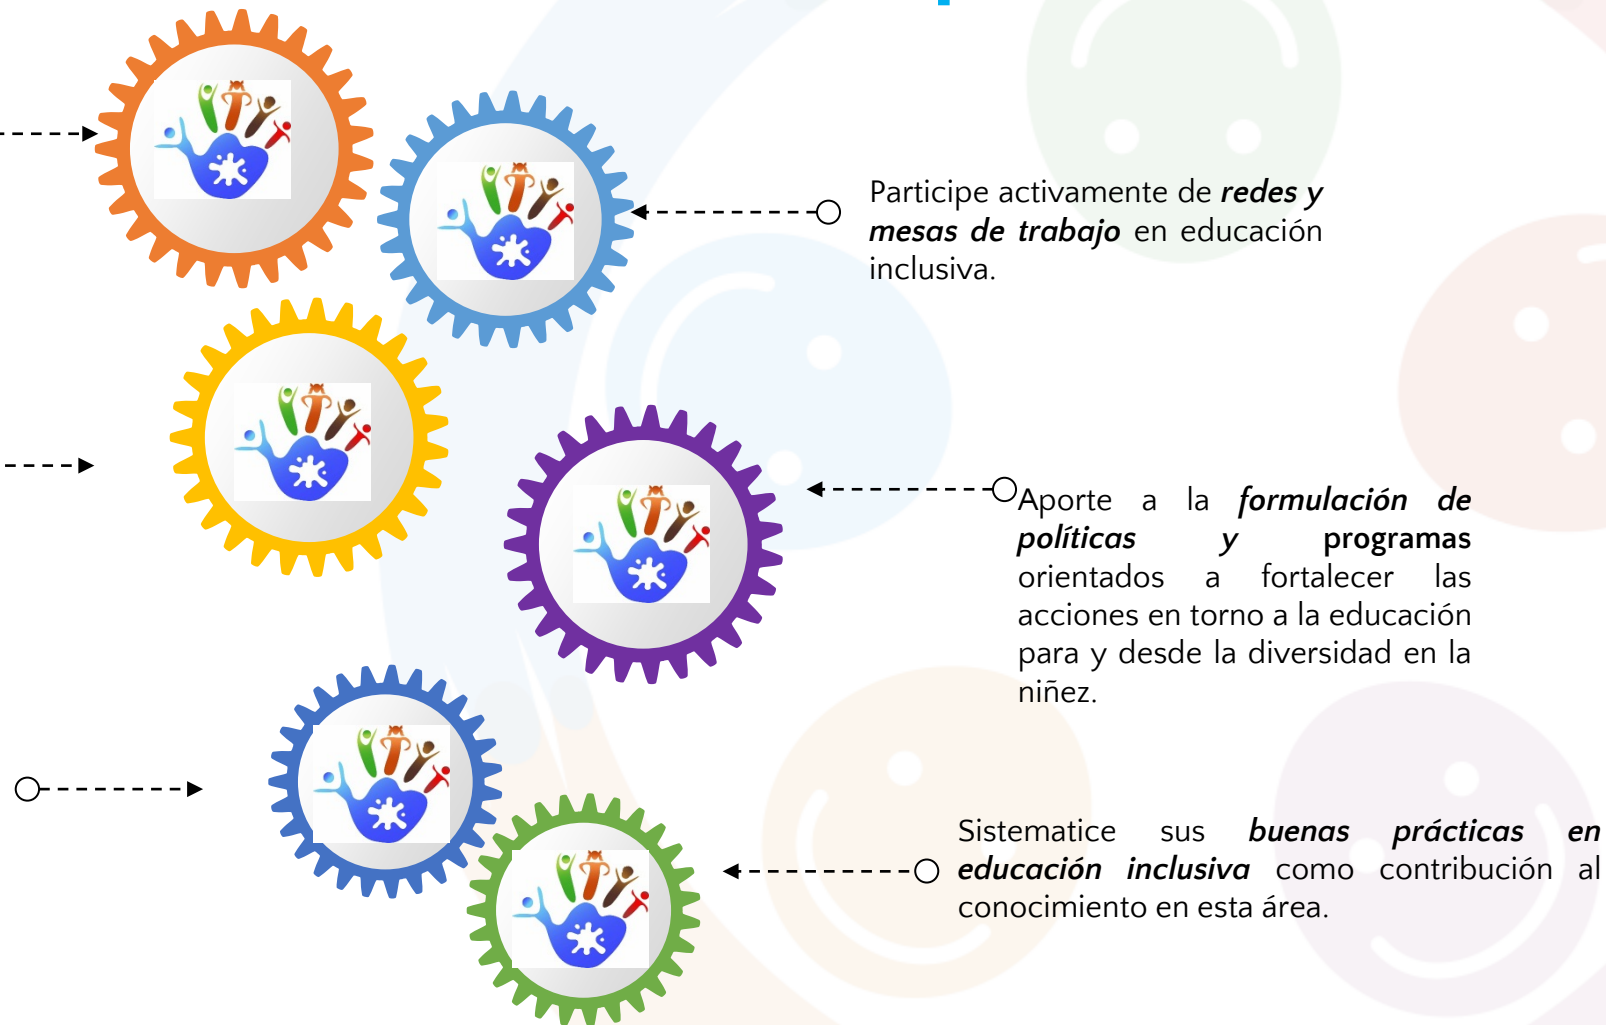 Participe activamente de redes y
mesas de trabajo en educación
inclusiva.
Aporte a la formulación de
políticas y programas
orientados a fortalecer las
acciones en torno a la educación
para y desde la diversidad en la
niñez.
Sistematice sus buenas prácticas en
educación inclusiva como contribución al
conocimiento en esta área.